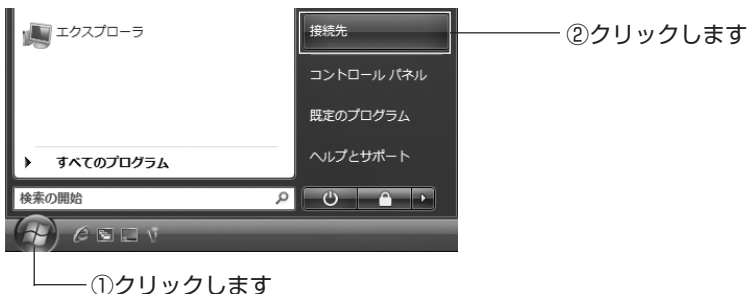 エクスプローラ
接続先
②クリックします
コントロール パネル
既定のプログラム
すべてのプログラム
ヘルプとサポート
検索の開始
①クリックします